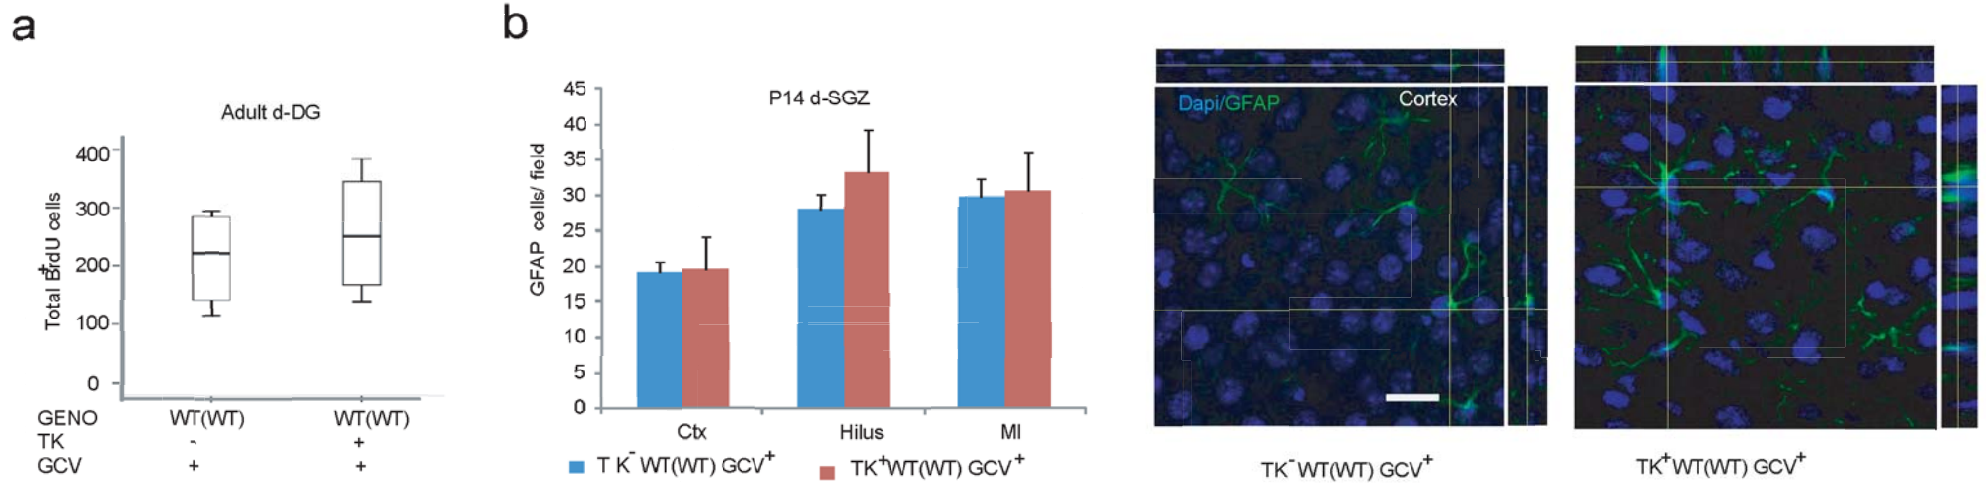 a
Adult d-DG
Total BrdU+ cells
400
300
200
100
0
GENO WT(WT) WT(WT)
TK - +
GCV + +
b
P14 d-SGZ
GFAP cells/ field
45
40
35
30
25
20
15
10
5
0
Ctx Hilus Ml
TK- WT(WT) GCV+ TK+WT(WT) GCV+
Dapi/GFAP Cortex
TK- WT(WT) GCV+ TK+WT(WT) GCV+